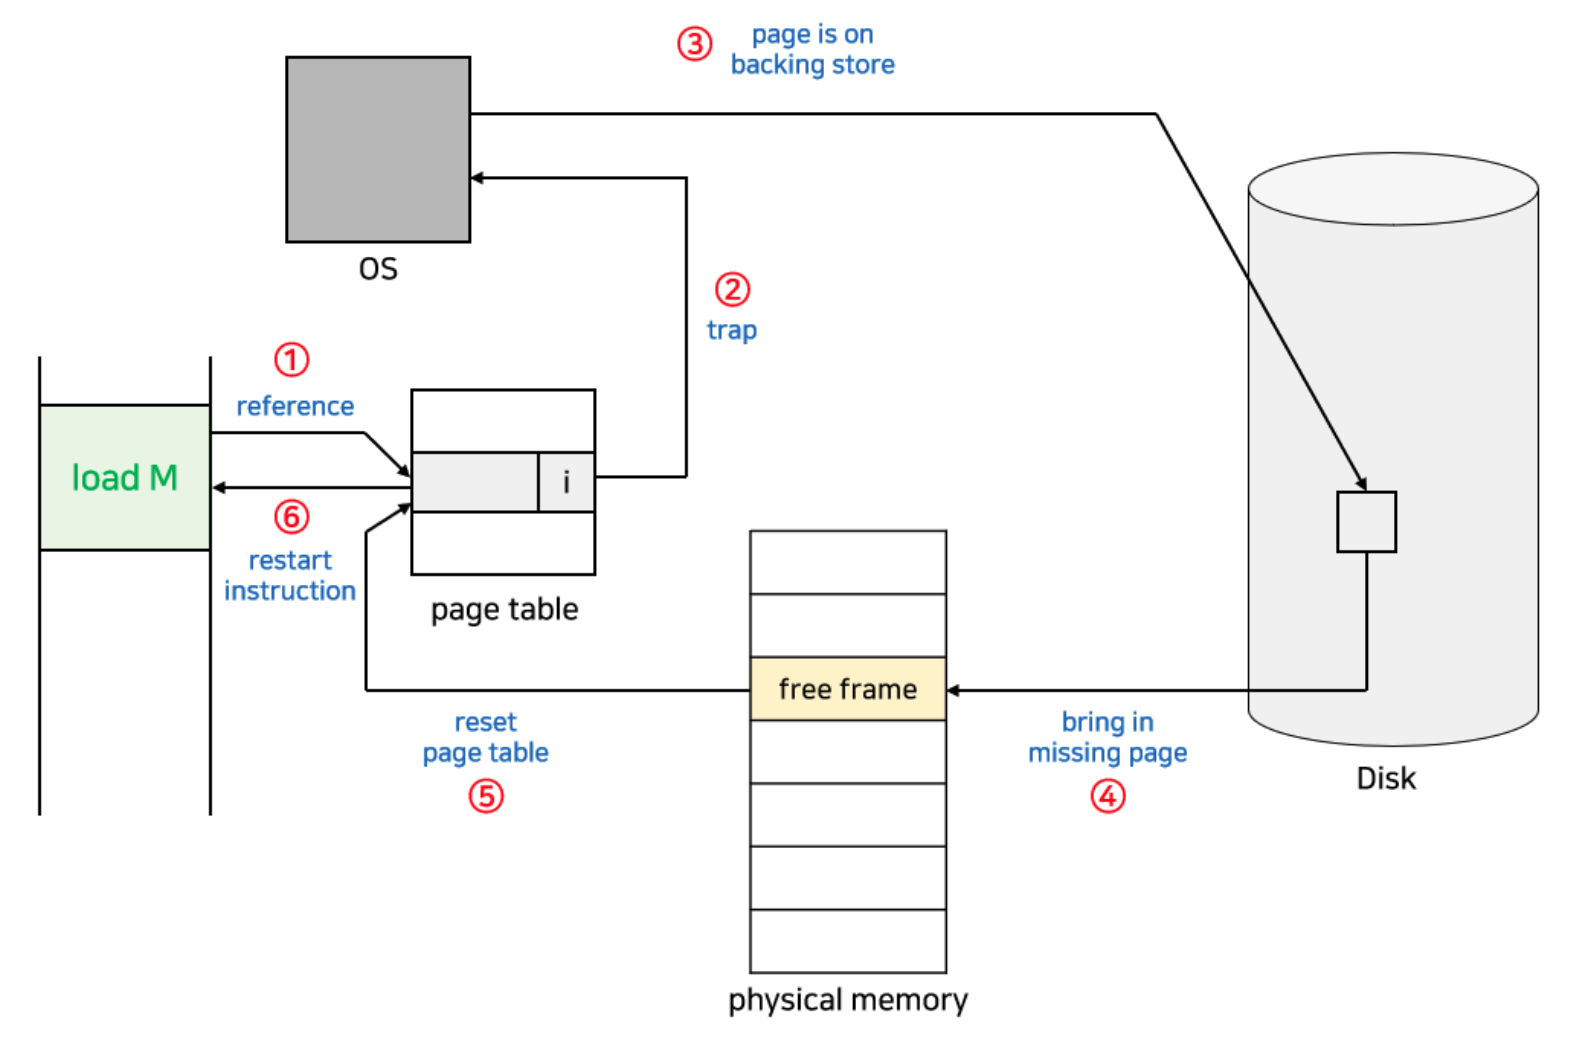 ③
page is on
backing store
OS
②
trap
①
reference
load M
i
⑥
restart
instruction
page table
free frame
reset
page table
⑤
bring in
missing page
④
Disk
physical memory